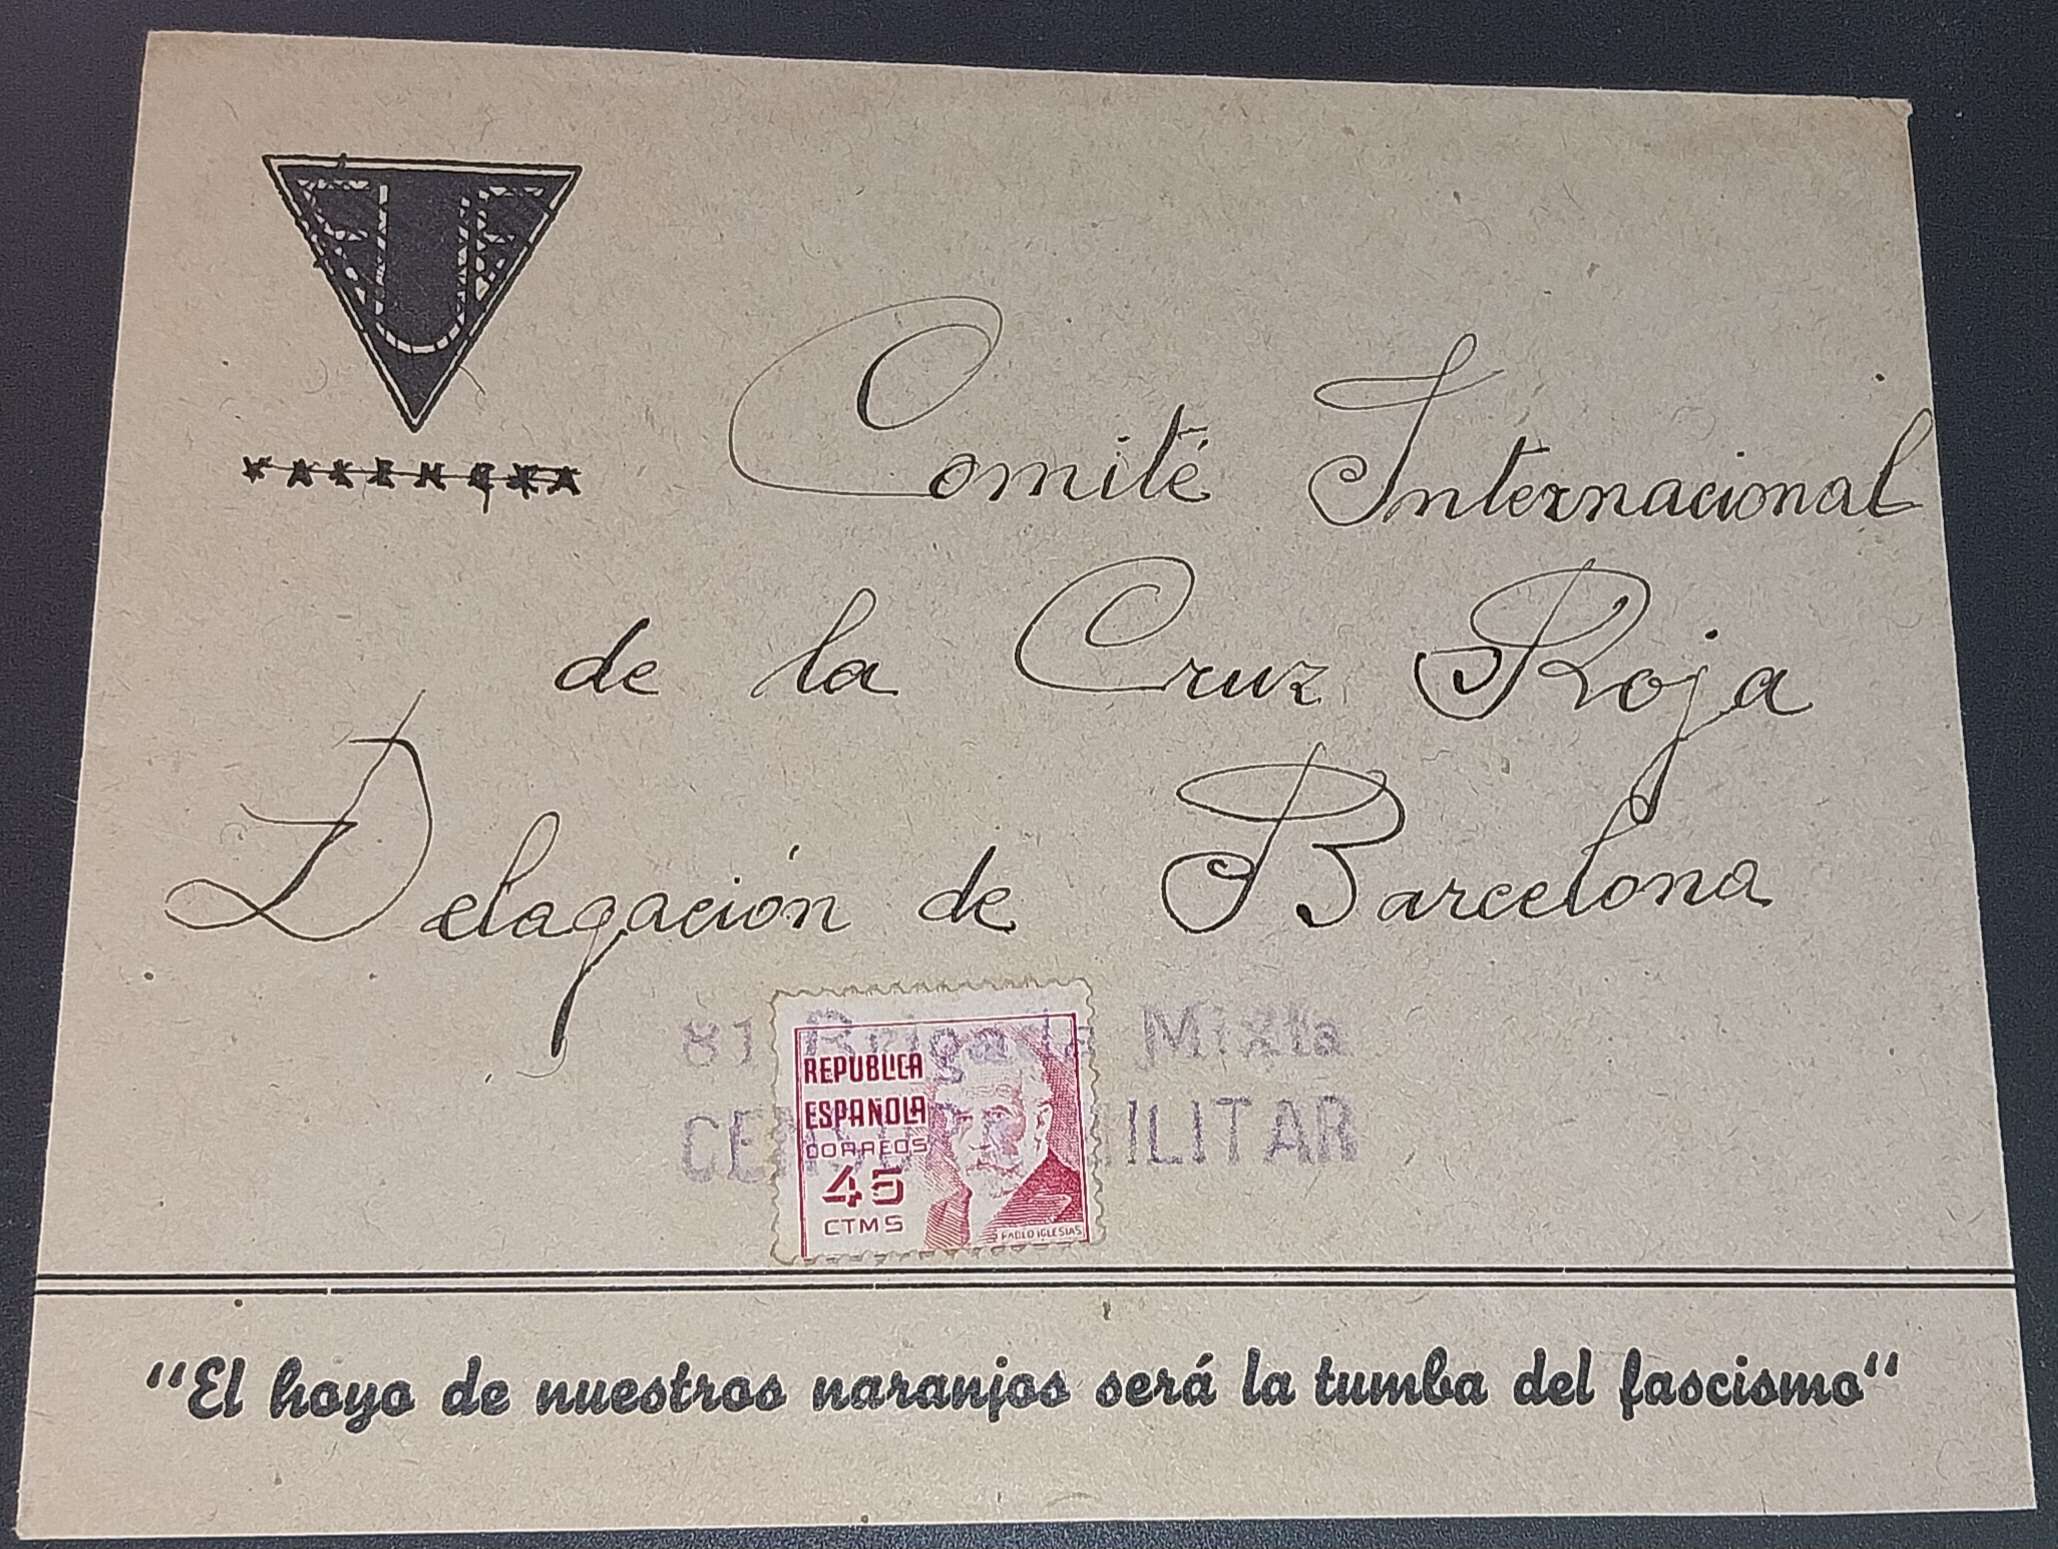 FUE
VALENCIA
Comité Internacional
de la Cruz Roja
Delagación de Barcelona
81 Brigada Mixta
CENSURA MILITAR
REPUBLICA
ESPAÑOLA
CORREOS
45
CTMS
PABLO IGLESIAS
"El hoyo de nuestros naranjos será la tumba del fascismo"